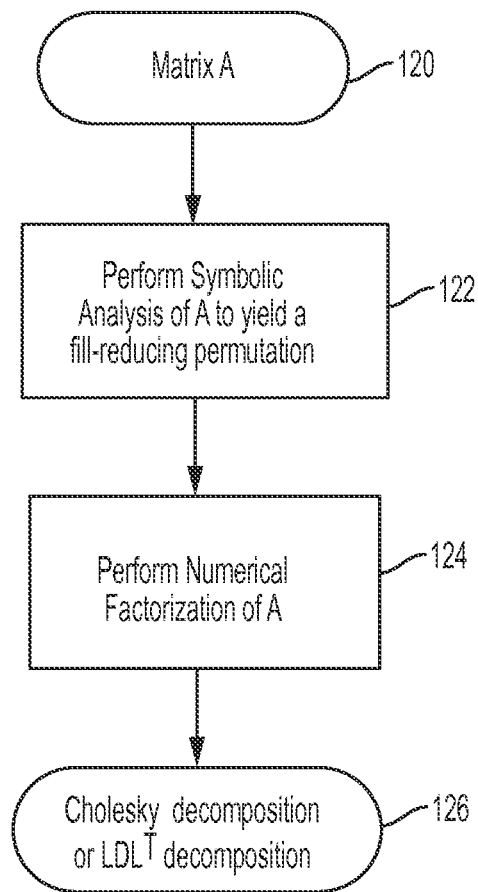 Matrix A
120
Perform Symbolic
Analysis of A to yield a
fill-reducing permutation
122
Perform Numerical
Factorization of A
124
Cholesky decomposition
or LDL^T decomposition
126